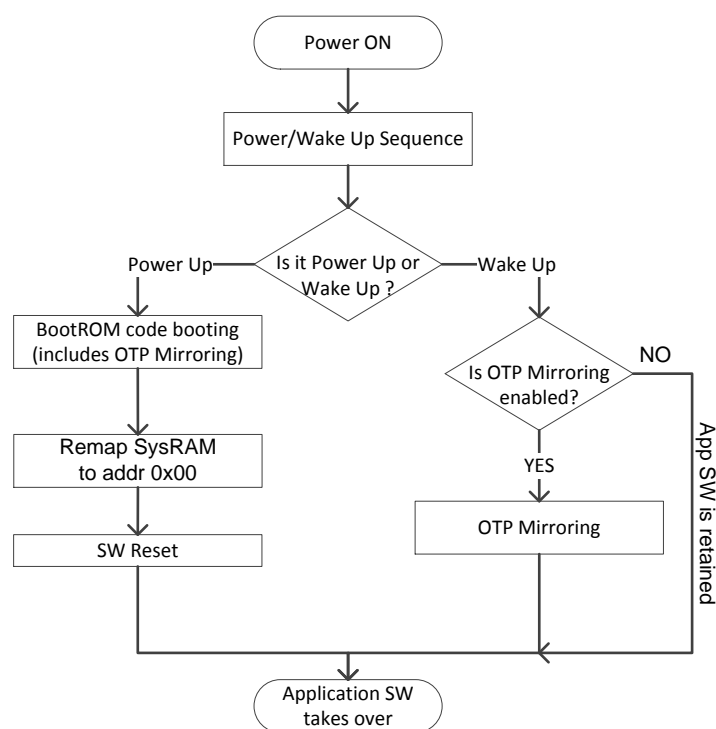 Power ON
Power/Wake Up Sequence
Is it Power Up or
Wake Up ?
Power Up
Wake Up
BootROM code booting
(includes OTP Mirroring)
Is OTP Mirroring
enabled?
NO
Remap SysRAM
to addr 0x00
YES
App SW is retained
SW Reset
OTP Mirroring
Application SW
takes over